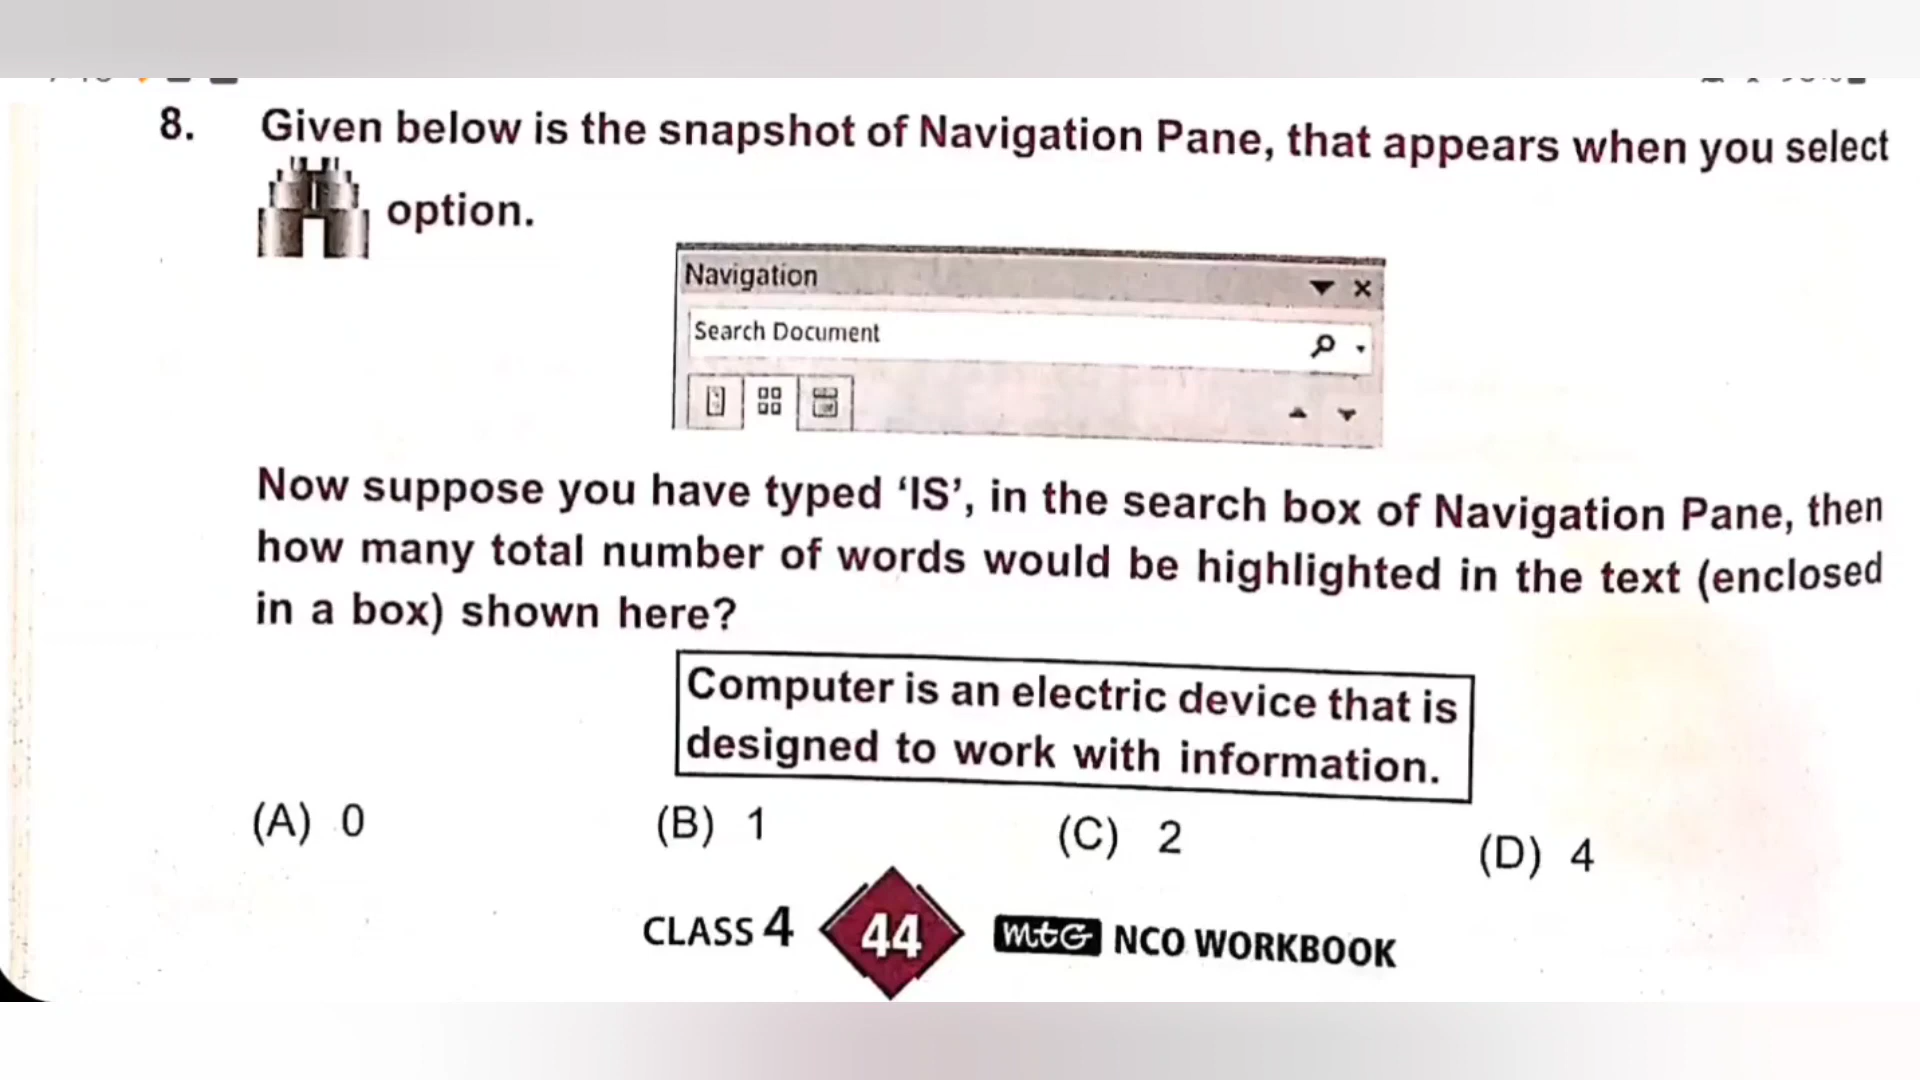 8. Given below is the snapshot of Navigation Pane, that appears when you select
option.
Navigation
Search Document
Now suppose you have typed ‘IS’, in the search box of Navigation Pane, then
how many total number of words would be highlighted in the text (enclosed
in a box) shown here?
Computer is an electric device that is
designed to work with information.
(A) 0 (B) 1 (C) 2 (D) 4
CLASS 4 44 mtG NCO WORKBOOK